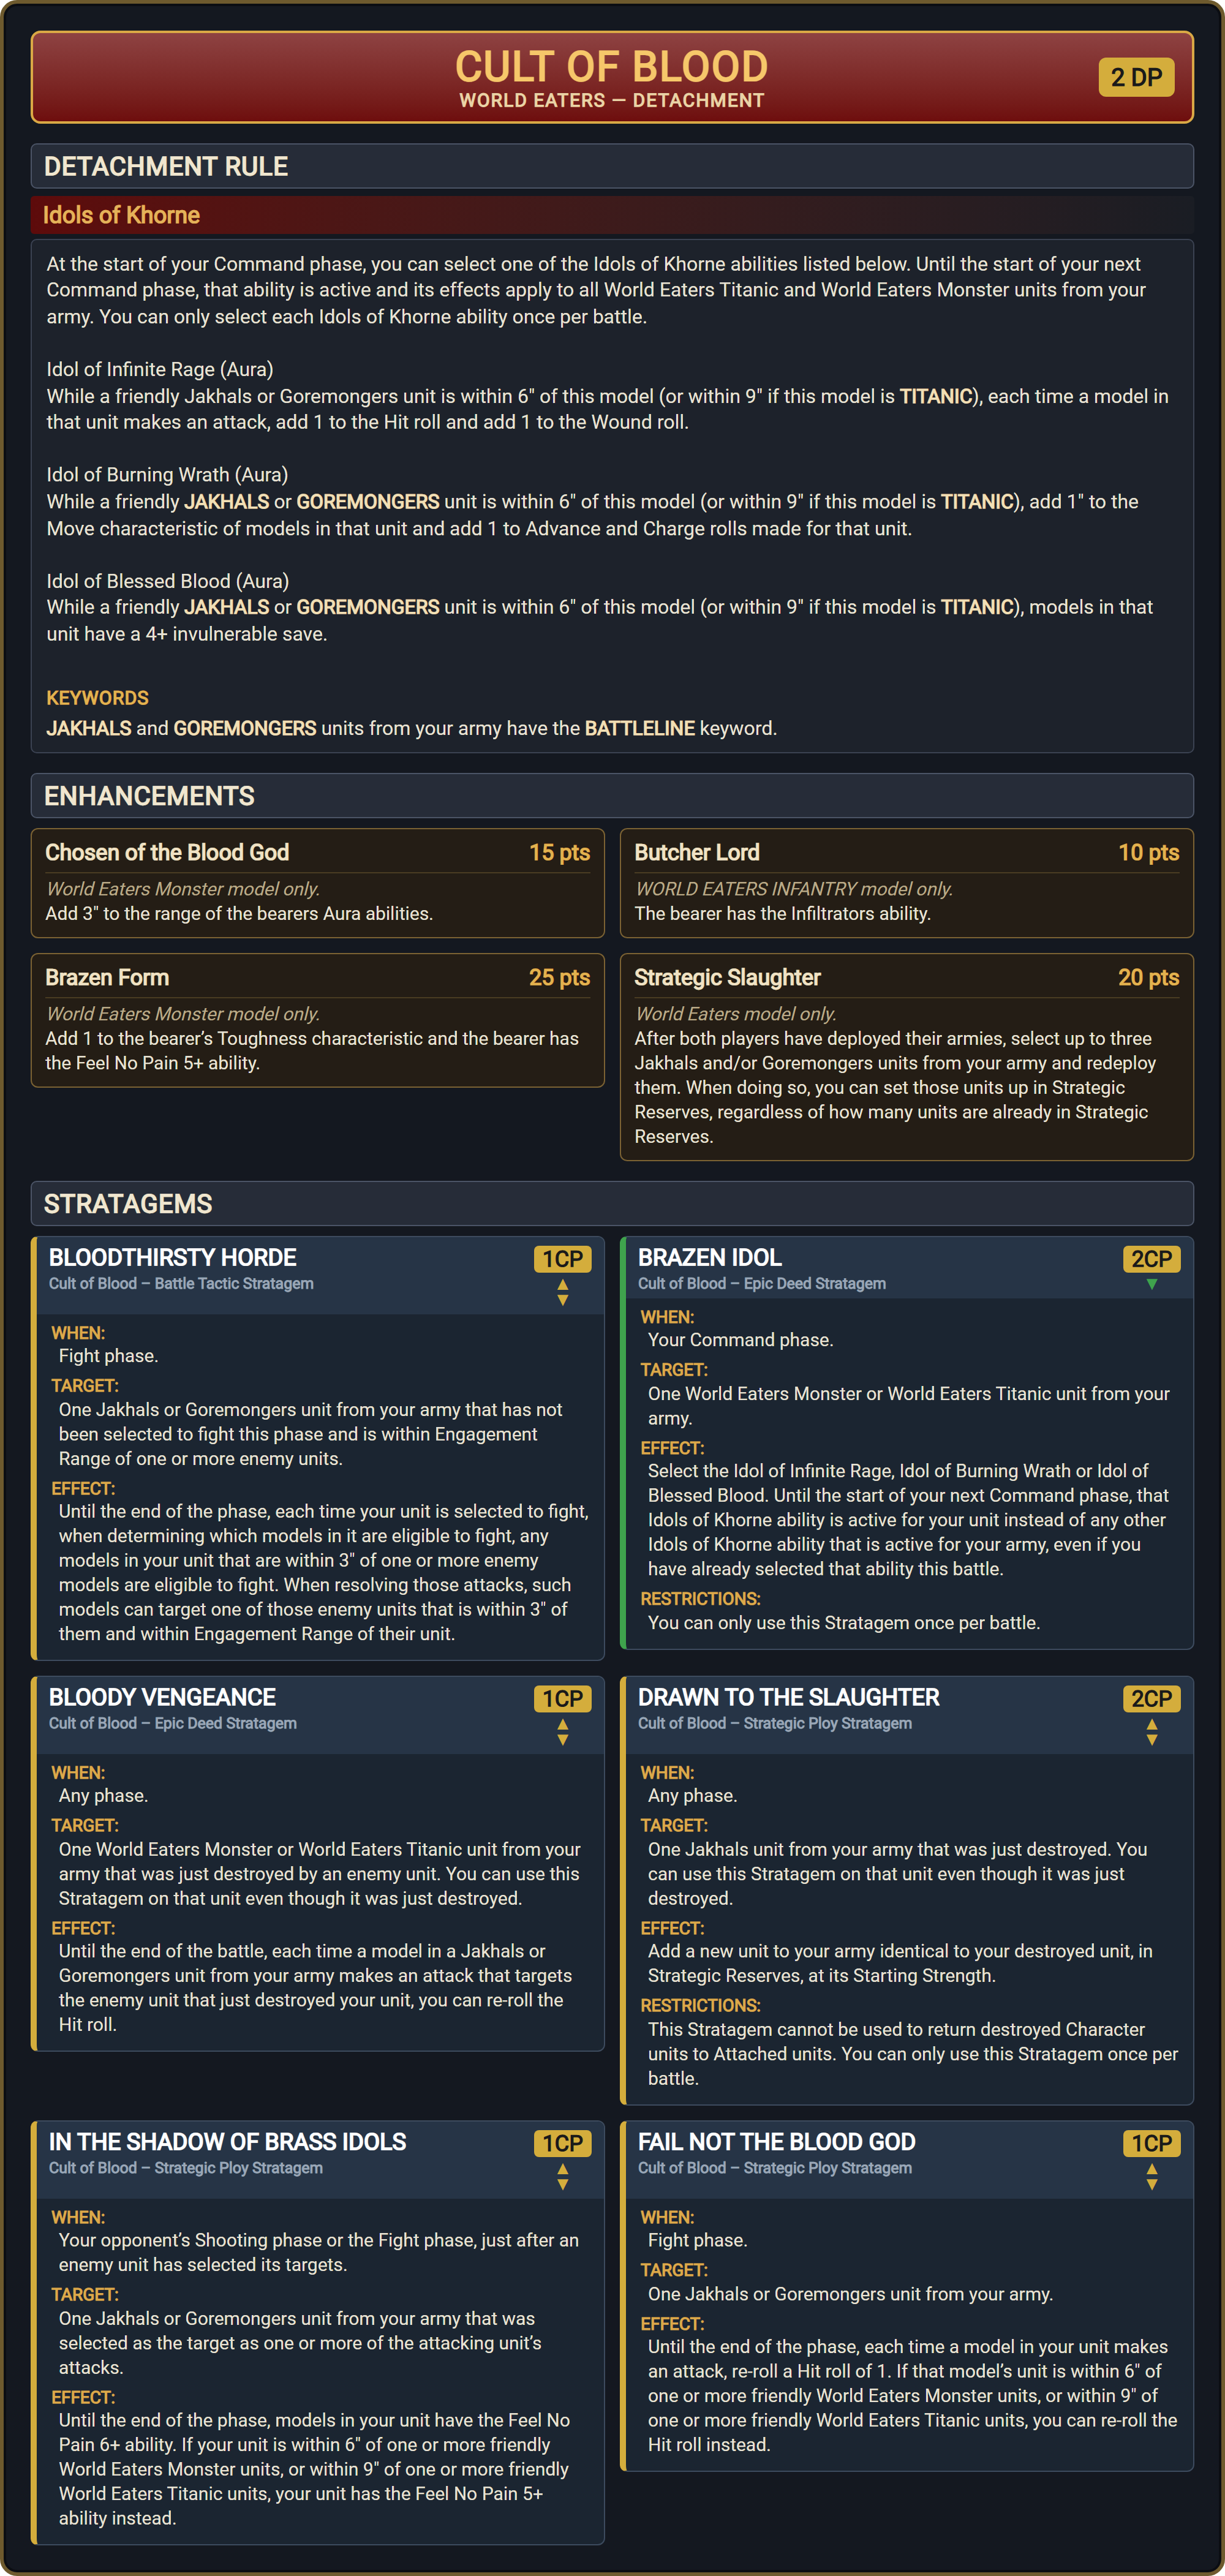 CULT OF BLOOD
WORLD EATERS — DETACHMENT
2 DP
DETACHMENT RULE
Idols of Khorne
At the start of your Command phase, you can select one of the Idols of Khorne abilities listed below. Until the start of your next
Command phase, that ability is active and its effects apply to all World Eaters Titanic and World Eaters Monster units from your
army. You can only select each Idols of Khorne ability once per battle.
Idol of Infinite Rage (Aura)
While a friendly Jakhals or Goremongers unit is within 6" of this model (or within 9" if this model is TITANIC), each time a model in
that unit makes an attack, add 1 to the Hit roll and add 1 to the Wound roll.
Idol of Burning Wrath (Aura)
While a friendly JAKHALS or GOREMONGERS unit is within 6" of this model (or within 9" if this model is TITANIC), add 1" to the
Move characteristic of models in that unit and add 1 to Advance and Charge rolls made for that unit.
Idol of Blessed Blood (Aura)
While a friendly JAKHALS or GOREMONGERS unit is within 6" of this model (or within 9" if this model is TITANIC), models in that
unit have a 4+ invulnerable save.
KEYWORDS
JAKHALS and GOREMONGERS units from your army have the BATTLELINE keyword.
ENHANCEMENTS
Chosen of the Blood God 15 pts
World Eaters Monster model only.
Add 3" to the range of the bearers Aura abilities.
Butcher Lord 10 pts
WORLD EATERS INFANTRY model only.
The bearer has the Infiltrators ability.
Brazen Form 25 pts
World Eaters Monster model only.
Add 1 to the bearer’s Toughness characteristic and the bearer has
the Feel No Pain 5+ ability.
Strategic Slaughter 20 pts
World Eaters model only.
After both players have deployed their armies, select up to three
Jakhals and/or Goremongers units from your army and redeploy
them. When doing so, you can set those units up in Strategic
Reserves, regardless of how many units are already in Strategic
Reserves.
STRATAGEMS
BLOODTHIRSTY HORDE 1CP
Cult of Blood – Battle Tactic Stratagem
WHEN:
Fight phase.
TARGET:
One Jakhals or Goremongers unit from your army that has not
been selected to fight this phase and is within Engagement
Range of one or more enemy units.
EFFECT:
Until the end of the phase, each time your unit is selected to fight,
when determining which models in it are eligible to fight, any
models in your unit that are within 3" of one or more enemy
models are eligible to fight. When resolving those attacks, such
models can target one of those enemy units that is within 3" of
them and within Engagement Range of their unit.
BRAZEN IDOL 2CP
Cult of Blood – Epic Deed Stratagem
WHEN:
Your Command phase.
TARGET:
One World Eaters Monster or World Eaters Titanic unit from your
army.
EFFECT:
Select the Idol of Infinite Rage, Idol of Burning Wrath or Idol of
Blessed Blood. Until the start of your next Command phase, that
Idols of Khorne ability is active for your unit instead of any other
Idols of Khorne ability that is active for your army, even if you
have already selected that ability this battle.
RESTRICTIONS:
You can only use this Stratagem once per battle.
BLOODY VENGEANCE 1CP
Cult of Blood – Epic Deed Stratagem
WHEN:
Any phase.
TARGET:
One World Eaters Monster or World Eaters Titanic unit from your
army that was just destroyed by an enemy unit. You can use this
Stratagem on that unit even though it was just destroyed.
EFFECT:
Until the end of the battle, each time a model in a Jakhals or
Goremongers unit from your army makes an attack that targets
the enemy unit that just destroyed your unit, you can re-roll the
Hit roll.
DRAWN TO THE SLAUGHTER 2CP
Cult of Blood – Strategic Ploy Stratagem
WHEN:
Any phase.
TARGET:
One Jakhals unit from your army that was just destroyed. You
can use this Stratagem on that unit even though it was just
destroyed.
EFFECT:
Add a new unit to your army identical to your destroyed unit, in
Strategic Reserves, at its Starting Strength.
RESTRICTIONS:
This Stratagem cannot be used to return destroyed Character
units to Attached units. You can only use this Stratagem once per
battle.
IN THE SHADOW OF BRASS IDOLS 1CP
Cult of Blood – Strategic Ploy Stratagem
WHEN:
Your opponent’s Shooting phase or the Fight phase, just after an
enemy unit has selected its targets.
TARGET:
One Jakhals or Goremongers unit from your army that was
selected as the target as one or more of the attacking unit’s
attacks.
EFFECT:
Until the end of the phase, models in your unit have the Feel No
Pain 6+ ability. If your unit is within 6" of one or more friendly
World Eaters Monster units, or within 9" of one or more friendly
World Eaters Titanic units, your unit has the Feel No Pain 5+
ability instead.
FAIL NOT THE BLOOD GOD 1CP
Cult of Blood – Strategic Ploy Stratagem
WHEN:
Fight phase.
TARGET:
One Jakhals or Goremongers unit from your army.
EFFECT:
Until the end of the phase, each time a model in your unit makes
an attack, re-roll a Hit roll of 1. If that model’s unit is within 6" of
one or more friendly World Eaters Monster units, or within 9" of
one or more friendly World Eaters Titanic units, you can re-roll the
Hit roll instead.